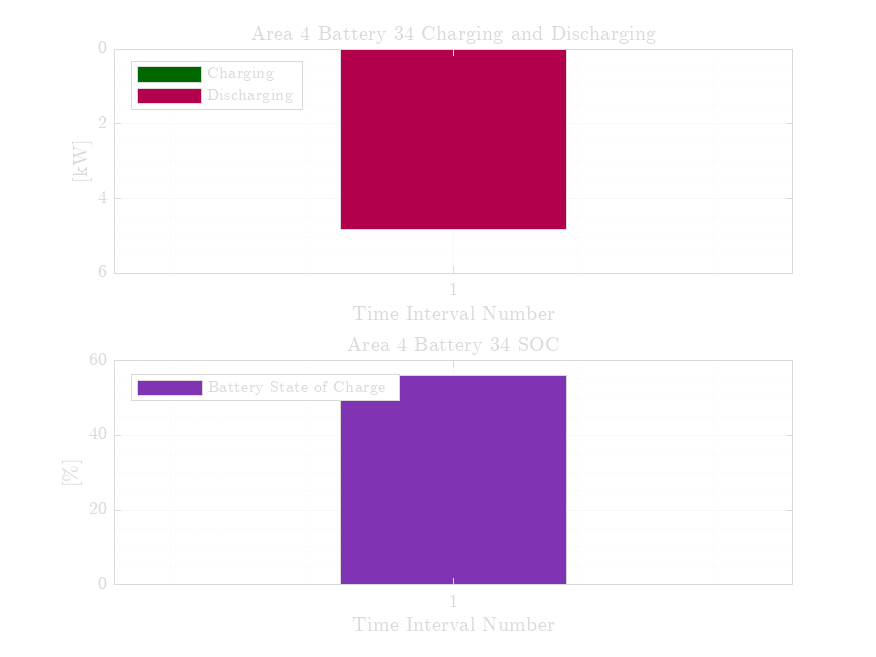 Area 4 Battery 34 Charging and Discharging
0
Charging
Discharging
2
[kW]
4
6
1
Time Interval Number
Area 4 Battery 34 SOC
60
Battery State of Charge
40
[%]
20
0
1
Time Interval Number